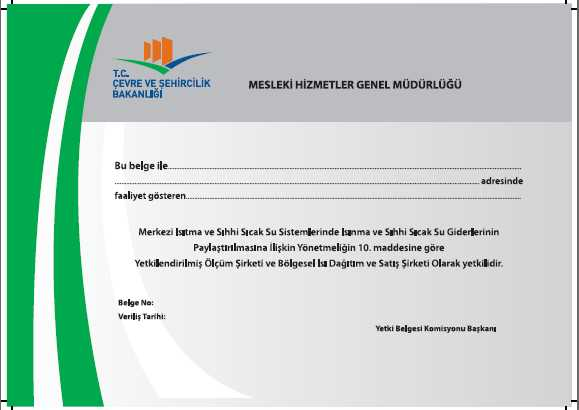 T.C.
ÇEVRE VE ŞEHİRCİLİK
BAKANLIĞI
MESLEKİ HİZMETLER GENEL MÜDÜRLÜĞÜ
Bu belge ile............................................................
............................................................ adresinde
faaliyet gösteren............................................................
Merkezi Isıtma ve Sıhhi Sıcak Su Sistemlerinde Isınma ve Sıhhi Sıcak Su Giderlerinin
Paylaştırılmasına İlişkin Yönetmeliğin 10. maddesine göre
Yetkilendirilmiş Ölçüm Şirketi ve Bölgesel Isı Dağıtım ve Satış Şirketi Olarak yetkilidir.
Belge No:
Veriliş Tarihi:
Yetki Belgesi Komisyonu Başkanı